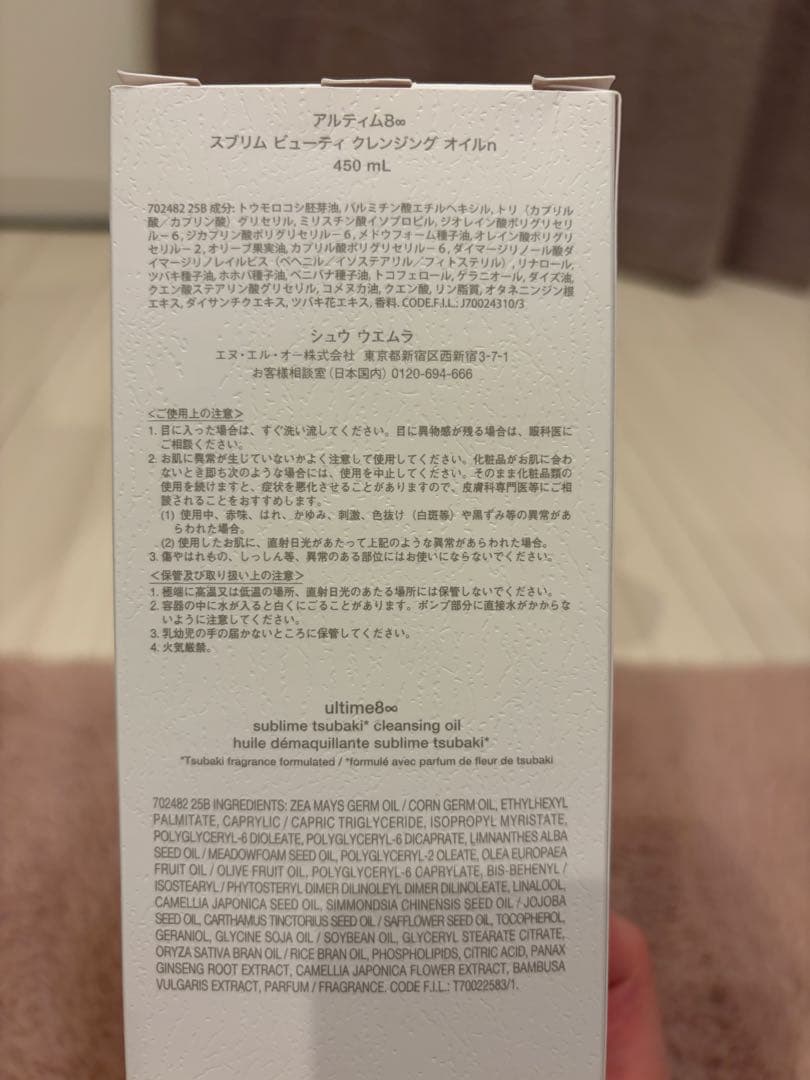 アルティム8∞
スブリム ビューティ クレンジング オイルn
450 mL
702482 25B 成分: トウモロコシ胚芽油, パルミチン酸エチルヘキシル, トリ（カプリル
酸／カプリン酸）グリセリル, ミリスチン酸イソプロピル, ジオレイン酸ポリグリセリ
ル－6, ジカプリン酸ポリグリセリル－6, メドウフォーム種子油, オレイン酸ポリグリ
セリル－2, オリーブ果実油, カプリル酸ポリグリセリル－6, ダイマージリノール酸ダ
イマージリノレイルビス（ベヘニル／イソステアリル／フィトステリル）, リナロール,
ツバキ種子油, ホホバ種子油, ベニバナ種子油, トコフェロール, ゲラニオール, ダイズ油,
クエン酸ステアリン酸グリセリル, コメヌカ油, クエン酸, リン脂質, オタネニンジン根
エキス, ダイサンチクエキス, ツバキ花エキス, 香料. CODE.F.I.L.: J70024310/3
シュウ ウエムラ
エヌ・エル・オー株式会社 東京都新宿区西新宿3-7-1
お客様相談室（日本国内）0120-694-666
＜ご使用上の注意＞
1. 目に入った場合は、すぐ洗い流してください。目に異物感が残る場合は、眼科医に
ご相談ください。
2. お肌に異常が生じていないかよく注意して使用してください。化粧品がお肌に合わ
ないとき即ち次のような場合には、使用を中止してください。そのまま化粧品類の
使用を続けますと、症状を悪化させることがありますので、皮膚科専門医等にご相
談されることをおすすめします。
(1) 使用中、赤味、はれ、かゆみ、刺激、色抜け（白斑等）や黒ずみ等の異常があ
らわれた場合。
(2) 使用したお肌に、直射日光があたって上記のような異常があらわれた場合。
3. 傷やはれもの、しっしん等、異常のある部位にはお使いにならないでください。
＜保管及び取り扱い上の注意＞
1. 極端に高温又は低温の場所、直射日光のあたる場所には保管しないでください。
2. 容器の中に水が入ると白くにごることがあります。ポンプ部分に直接水がかからな
いように注意してください。
3. 乳幼児の手の届かないところに保管してください。
4. 火気厳禁。
ultime8∞
sublime tsubaki* cleansing oil
huile démaquillante sublime tsubaki*
*Tsubaki fragrance formulated / *formulé avec parfum de fleur de tsubaki
702482 25B INGREDIENTS: ZEA MAYS GERM OIL / CORN GERM OIL, ETHYLHEXYL
PALMITATE, CAPRYLIC / CAPRIC TRIGLYCERIDE, ISOPROPYL MYRISTATE,
POLYGLYCERYL-6 DIOLEATE, POLYGLYCERYL-6 DICAPRATE, LIMNANTHES ALBA
SEED OIL / MEADOWFOAM SEED OIL, POLYGLYCERYL-2 OLEATE, OLEA EUROPAEA
FRUIT OIL / OLIVE FRUIT OIL, POLYGLYCERYL-6 CAPRYLATE, BIS-BEHENYL /
ISOSTEARYL / PHYTOSTERYL DIMER DILINOLEYL DIMER DILINOLEATE, LINALOOL,
CAMELLIA JAPONICA SEED OIL, SIMMONDSIA CHINENSIS SEED OIL / JOJOBA
SEED OIL, CARTHAMUS TINCTORIUS SEED OIL / SAFFLOWER SEED OIL, TOCOPHEROL,
GERANIOL, GLYCINE SOJA OIL / SOYBEAN OIL, GLYCERYL STEARATE CITRATE,
ORYZA SATIVA BRAN OIL / RICE BRAN OIL, PHOSPHOLIPIDS, CITRIC ACID, PANAX
GINSENG ROOT EXTRACT, CAMELLIA JAPONICA FLOWER EXTRACT, BAMBUSA
VULGARIS EXTRACT, PARFUM / FRAGRANCE. CODE F.I.L.: T70022583/1.